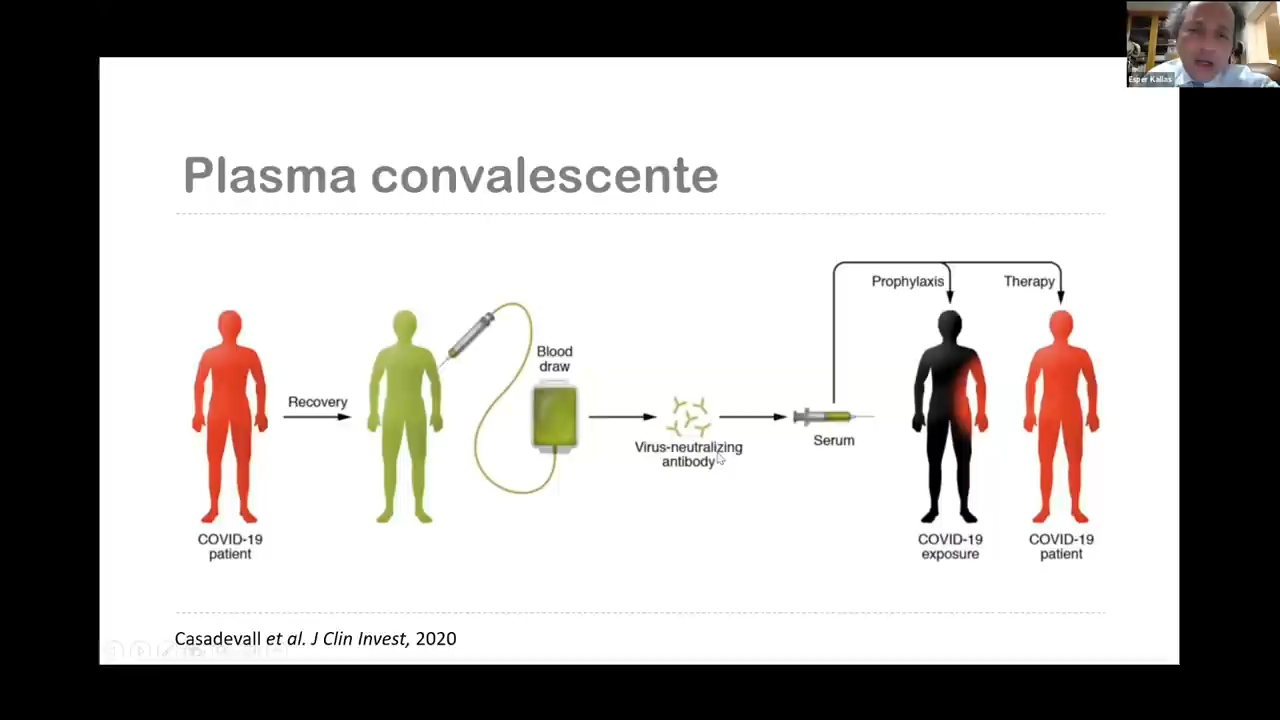 Esper Kallas
Plasma convalescente
Prophylaxis
Therapy
Blood
draw
Recovery
Virus-neutralizing
antibody
Serum
COVID-19
patient
COVID-19
exposure
COVID-19
patient
Casadevall et al. J Clin Invest, 2020